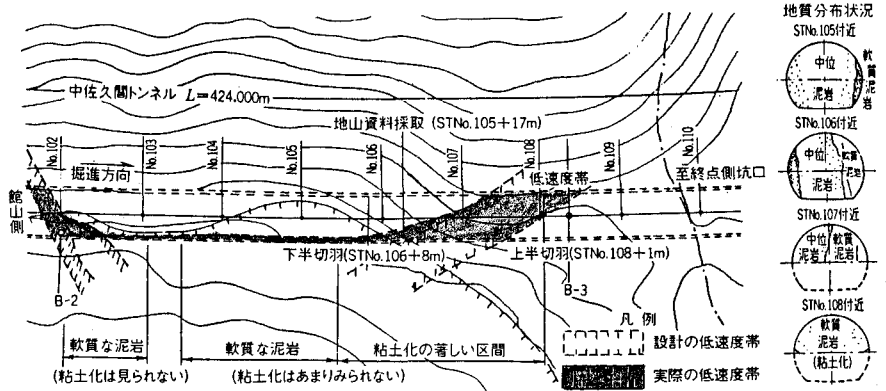 中佐久間トンネル L=424.000m
地山資料採取 (STNo.105+17m)
No.102
No.103
No.104
No.105
No.106
No.107
No.108
No.109
No.110
掘進方向
低速度帯
至終点側坑口
館山側
下半切羽(STNo.106+8m)
上半切羽(STNo.108+1m)
B-2
B-3
軟質な泥岩
(粘土化は見られない)
軟質な泥岩
(粘土化はあまりみられない)
粘土化の著しい区間
凡例
設計の低速度帯
実際の低速度帯
地質分布状況
STNo.105付近
中位
泥岩
軟質泥岩
STNo.106付近
中位
泥岩
軟質
泥岩
STNo.107付近
中位
泥岩
軟質
泥岩
STNo.108付近
軟質
泥岩
(粘土化)